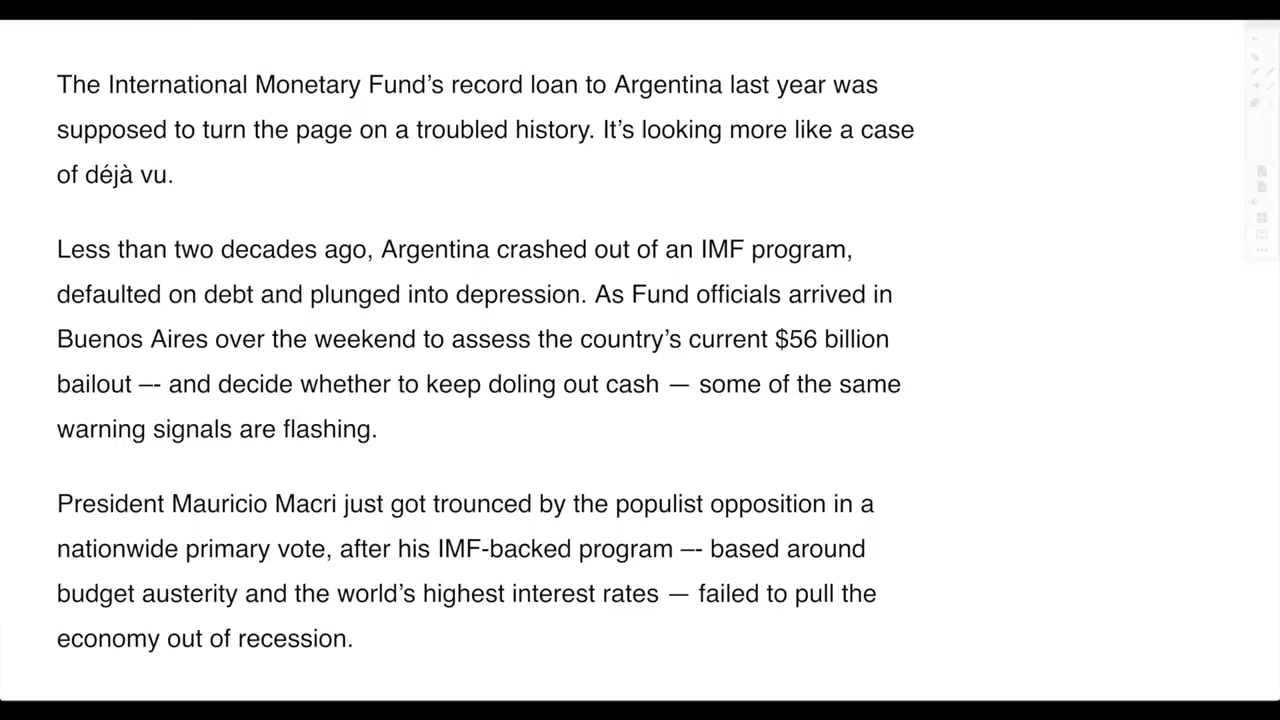 The International Monetary Fund’s record loan to Argentina last year was
supposed to turn the page on a troubled history. It’s looking more like a case
of déjà vu.
Less than two decades ago, Argentina crashed out of an IMF program,
defaulted on debt and plunged into depression. As Fund officials arrived in
Buenos Aires over the weekend to assess the country’s current $56 billion
bailout –- and decide whether to keep doling out cash — some of the same
warning signals are flashing.
President Mauricio Macri just got trounced by the populist opposition in a
nationwide primary vote, after his IMF-backed program –- based around
budget austerity and the world’s highest interest rates — failed to pull the
economy out of recession.